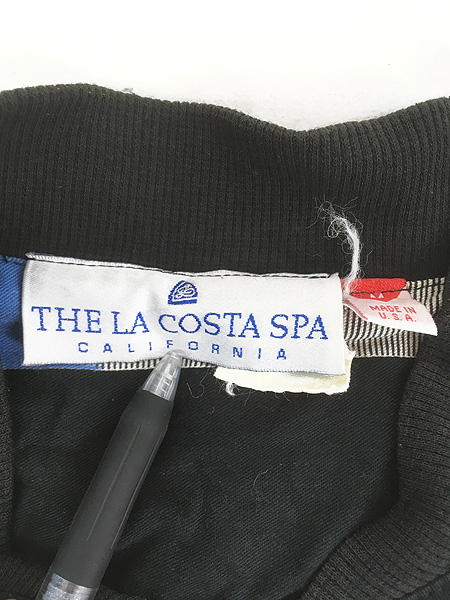 THE LA COSTA SPA
CALIFORNIA
M
MADE IN
U.S.A.